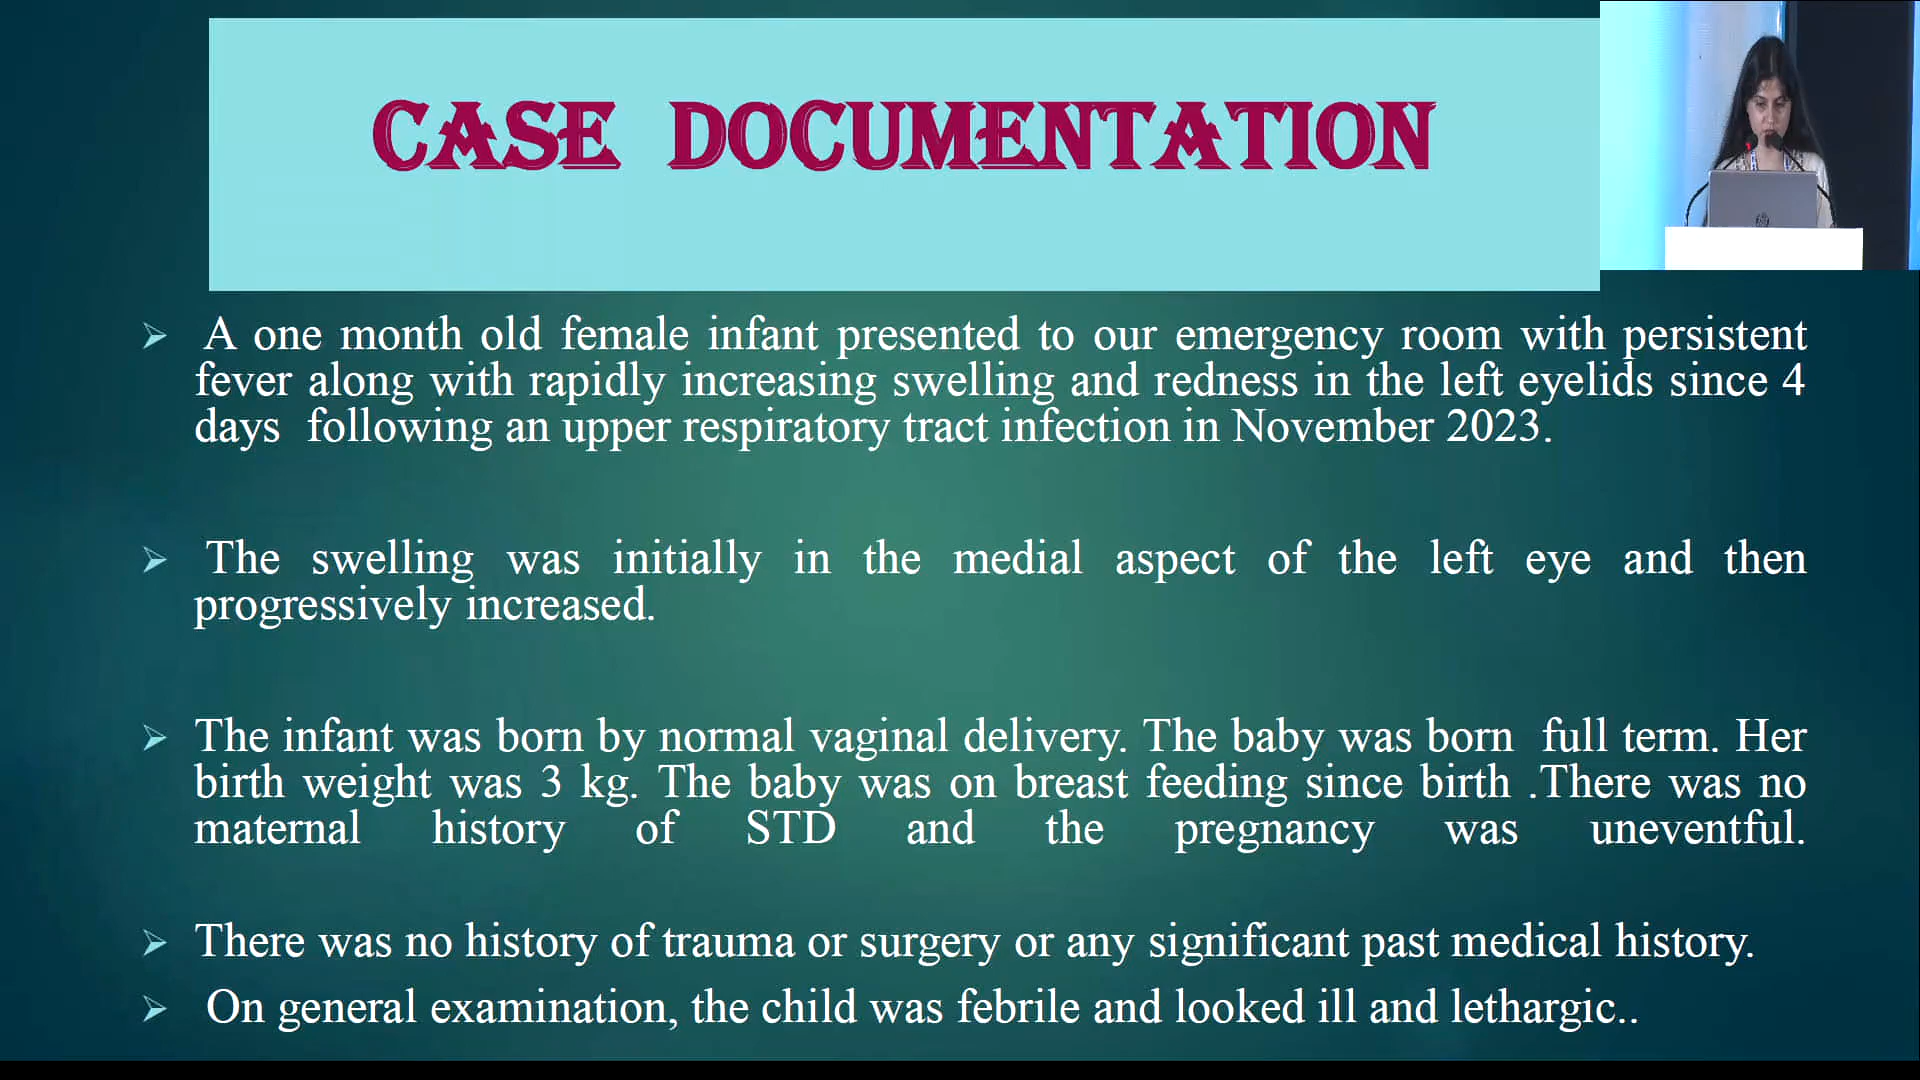 CASE DOCUMENTATION
A one month old female infant presented to our emergency room with persistent
fever along with rapidly increasing swelling and redness in the left eyelids since 4
days following an upper respiratory tract infection in November 2023.
The swelling was initially in the medial aspect of the left eye and then
progressively increased.
The infant was born by normal vaginal delivery. The baby was born full term. Her
birth weight was 3 kg. The baby was on breast feeding since birth .There was no
maternal history of STD and the pregnancy was uneventful.
There was no history of trauma or surgery or any significant past medical history.
On general examination, the child was febrile and looked ill and lethargic..